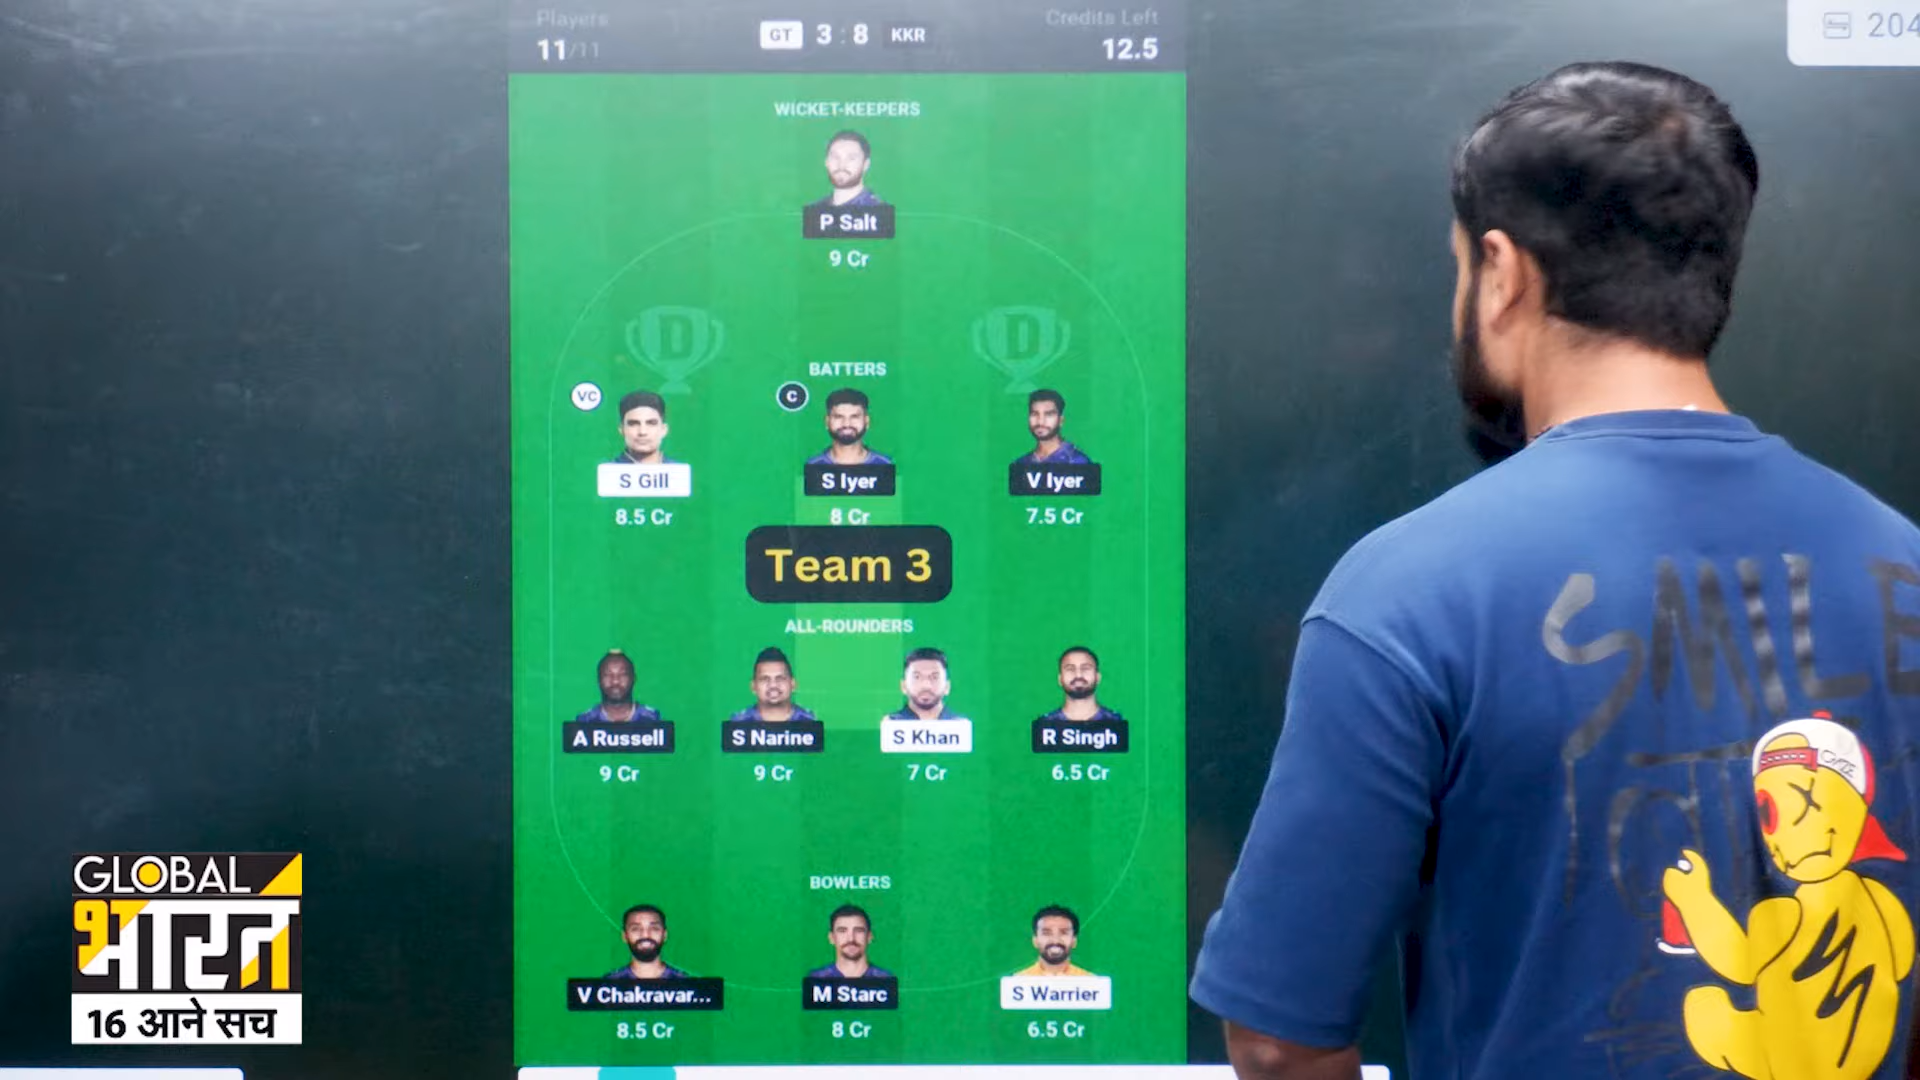 Players
11/11
GT 3 : 8 KKR
Credits Left
12.5
204
WICKET-KEEPERS
P Salt
9 Cr
D D
BATTERS
VC C
S Gill S Iyer V Iyer
8.5 Cr 8 Cr 7.5 Cr
Team 3
ALL-ROUNDERS
A Russell S Narine S Khan R Singh
9 Cr 9 Cr 7 Cr 6.5 Cr
BOWLERS
V Chakravar... M Starc S Warrier
8.5 Cr 8 Cr 6.5 Cr
SMILE
GLOBAL
भारत
16 आने सच